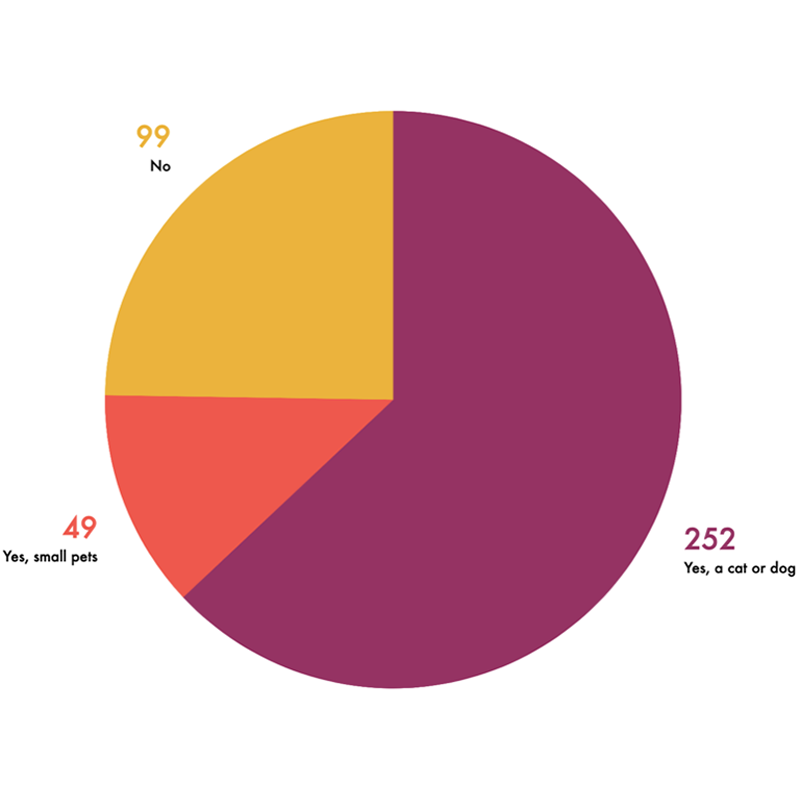 99
No
49
Yes, small pets
252
Yes, a cat or dog